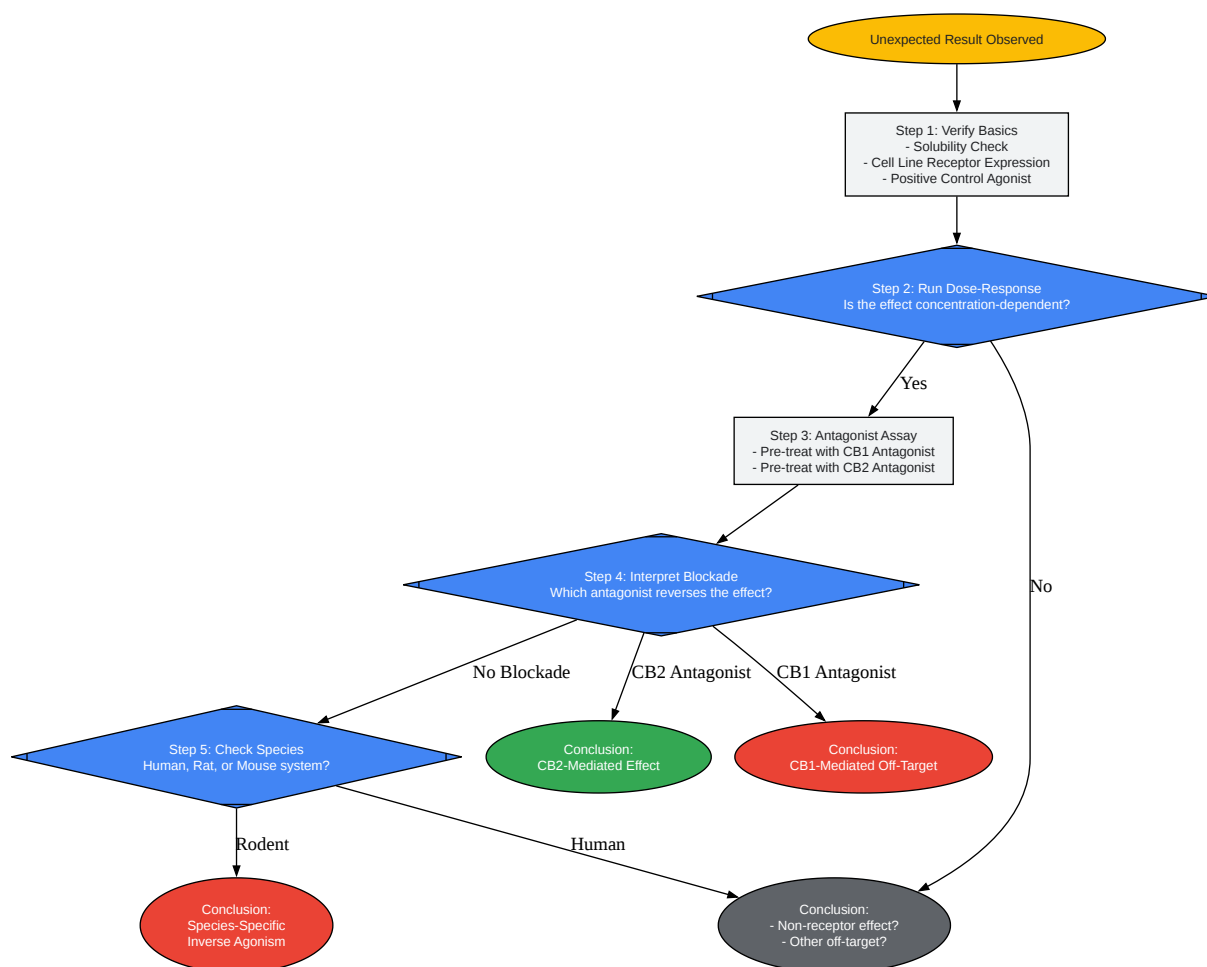 Unexpected Result Observed
Step 1: Verify Basics
- Solubility Check
- Cell Line Receptor Expression
- Positive Control Agonist
Step 2: Run Dose-Response
Is the effect concentration-dependent?
Yes
Step 3: Antagonist Assay
- Pre-treat with CB1 Antagonist
- Pre-treat with CB2 Antagonist
Step 4: Interpret Blockade
Which antagonist reverses the effect?
No
No Blockade
CB2 Antagonist
CB1 Antagonist
Step 5: Check Species
Human, Rat, or Mouse system?
Conclusion:
CB2-Mediated Effect
Conclusion:
CB1-Mediated Off-Target
Rodent
Human
Conclusion:
Species-Specific
Inverse Agonism
Conclusion:
- Non-receptor effect?
- Other off-target?